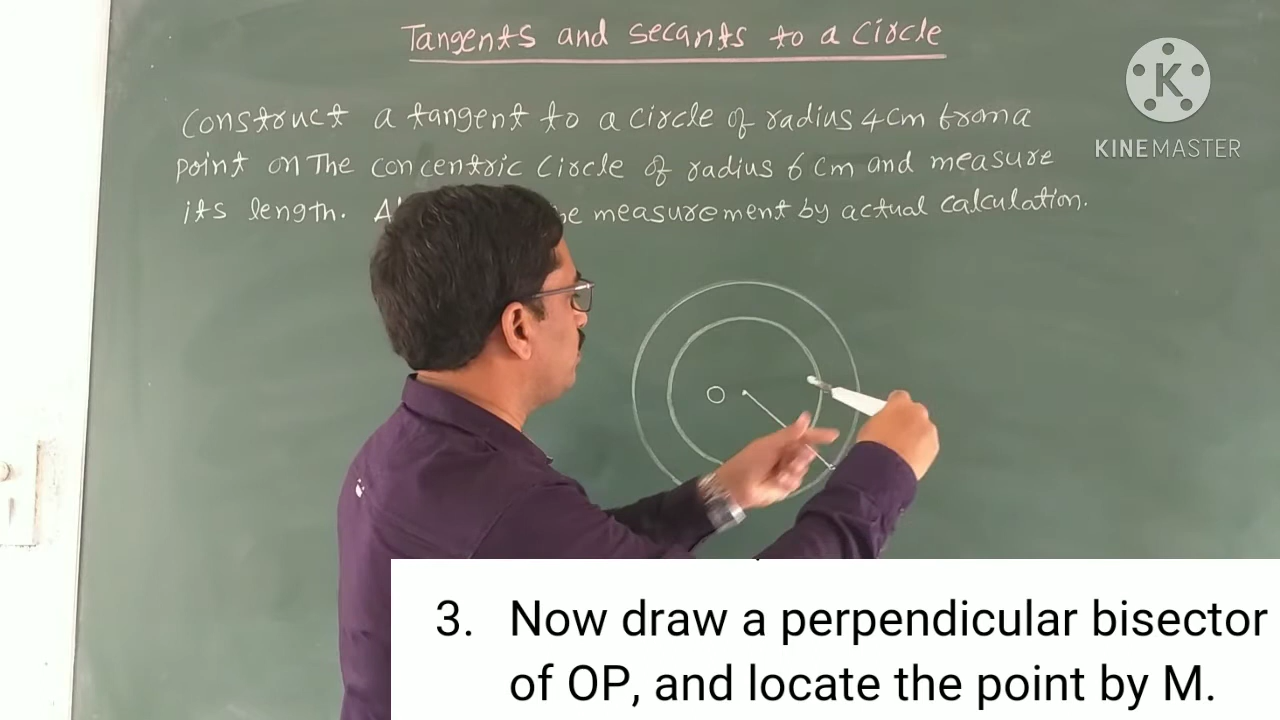 Tangents and secants to a circle
K
KINEMASTER
Construct a tangent to a circle of radius 4cm from a
point on The concentric Circle of radius 6 cm and measure
its length. measurement by actual calculation.
O
3. Now draw a perpendicular bisector
of OP, and locate the point by M.